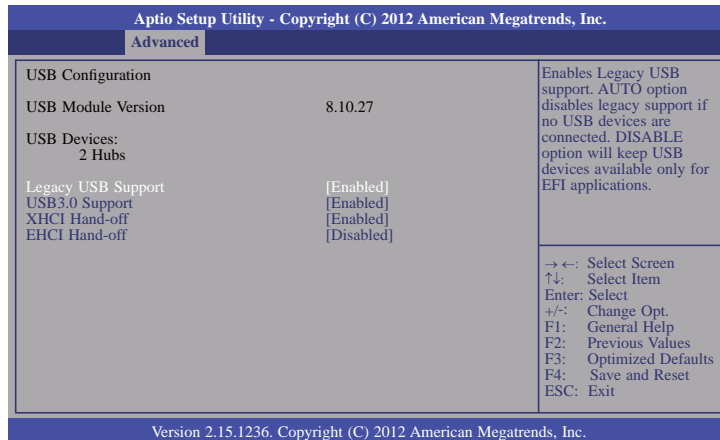 Aptio Setup Utility - Copyright (C) 2012 American Megatrends, Inc.
Advanced
USB Configuration
USB Module Version 8.10.27
USB Devices:
2 Hubs
Legacy USB Support [Enabled]
USB3.0 Support [Enabled]
XHCI Hand-off [Enabled]
EHCI Hand-off [Disabled]
Enables Legacy USB
support. AUTO option
disables legacy support if
no USB devices are
connected. DISABLE
option will keep USB
devices available only for
EFI applications.
→ ←: Select Screen
↑↓: Select Item
Enter: Select
+/-: Change Opt.
F1: General Help
F2: Previous Values
F3: Optimized Defaults
F4: Save and Reset
ESC: Exit
Version 2.15.1236. Copyright (C) 2012 American Megatrends, Inc.